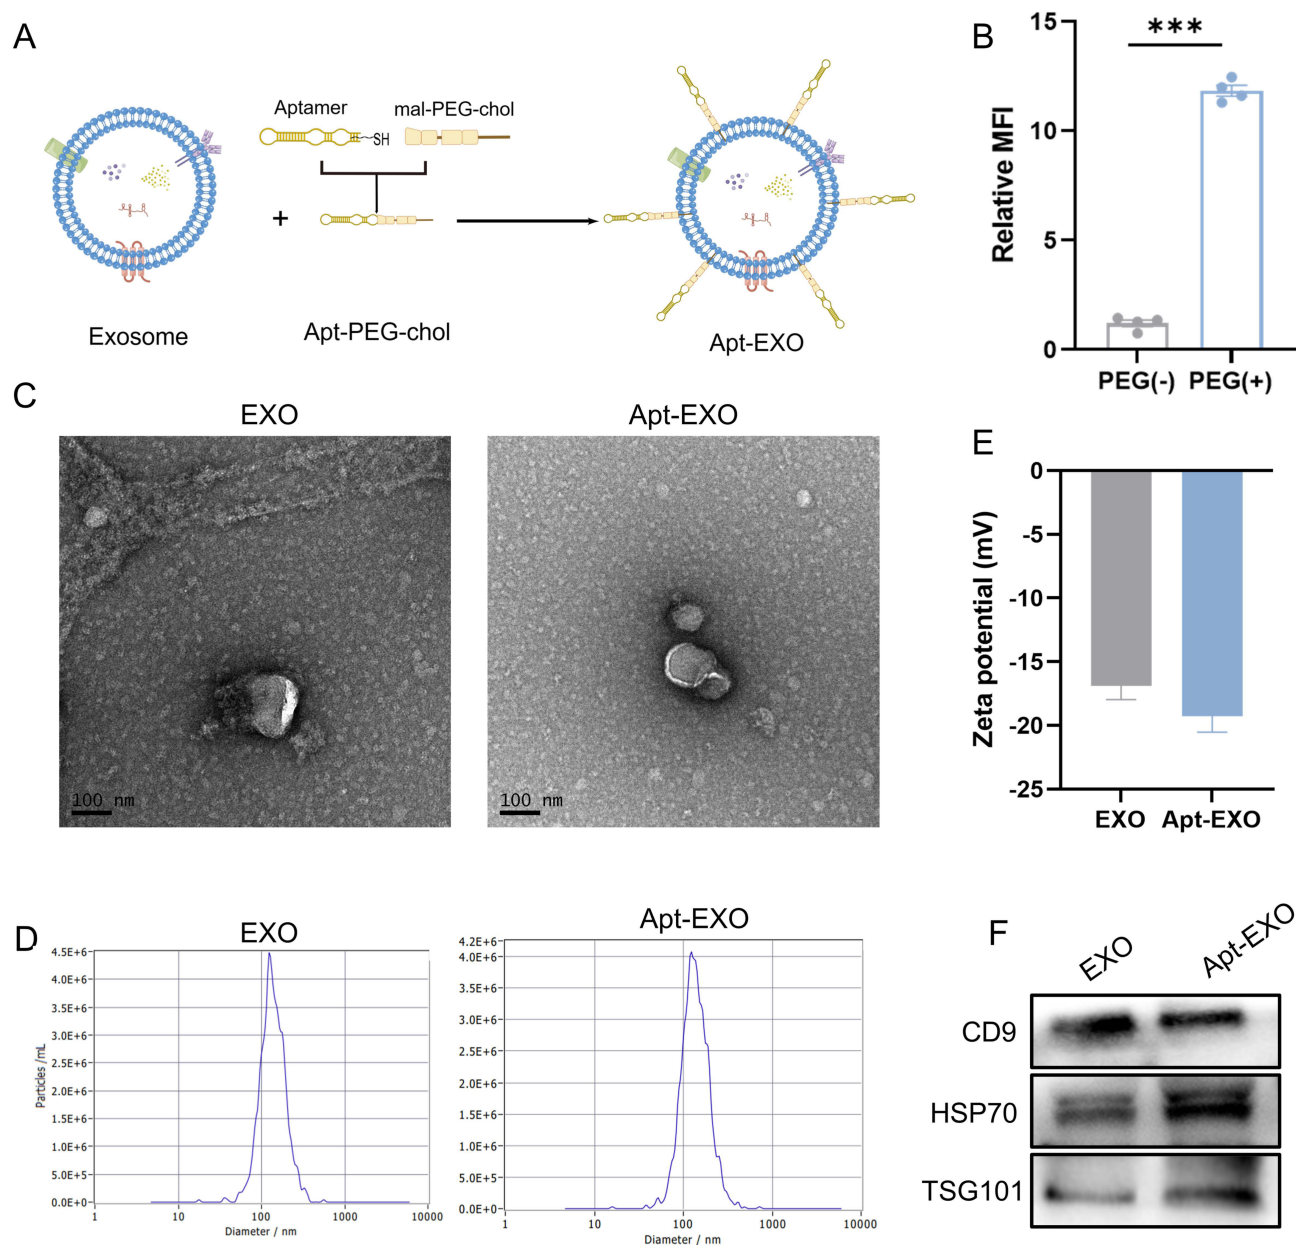 A
Aptamer
mal-PEG-chol
SH
+
Exosome
Apt-PEG-chol
Apt-EXO
B
***
Relative MFI
15
10
5
0
PEG(-) PEG(+)
C
EXO
Apt-EXO
100 nm
100 nm
E
Zeta potential (mV)
0
-5
-10
-15
-20
-25
EXO Apt-EXO
D
EXO
Particles /mL
4.5E+6
4.0E+6
3.5E+6
3.0E+6
2.5E+6
2.0E+6
1.5E+6
1.0E+6
5.0E+5
0.0E+0
1 10 100 1000 10000
Diameter / nm
Apt-EXO
4.2E+6
4.0E+6
3.5E+6
3.0E+6
2.5E+6
2.0E+6
1.5E+6
1.0E+6
5.0E+5
0.0E+0
1 10 100 1000 10000
Diameter / nm
F
EXO Apt-EXO
CD9
HSP70
TSG101